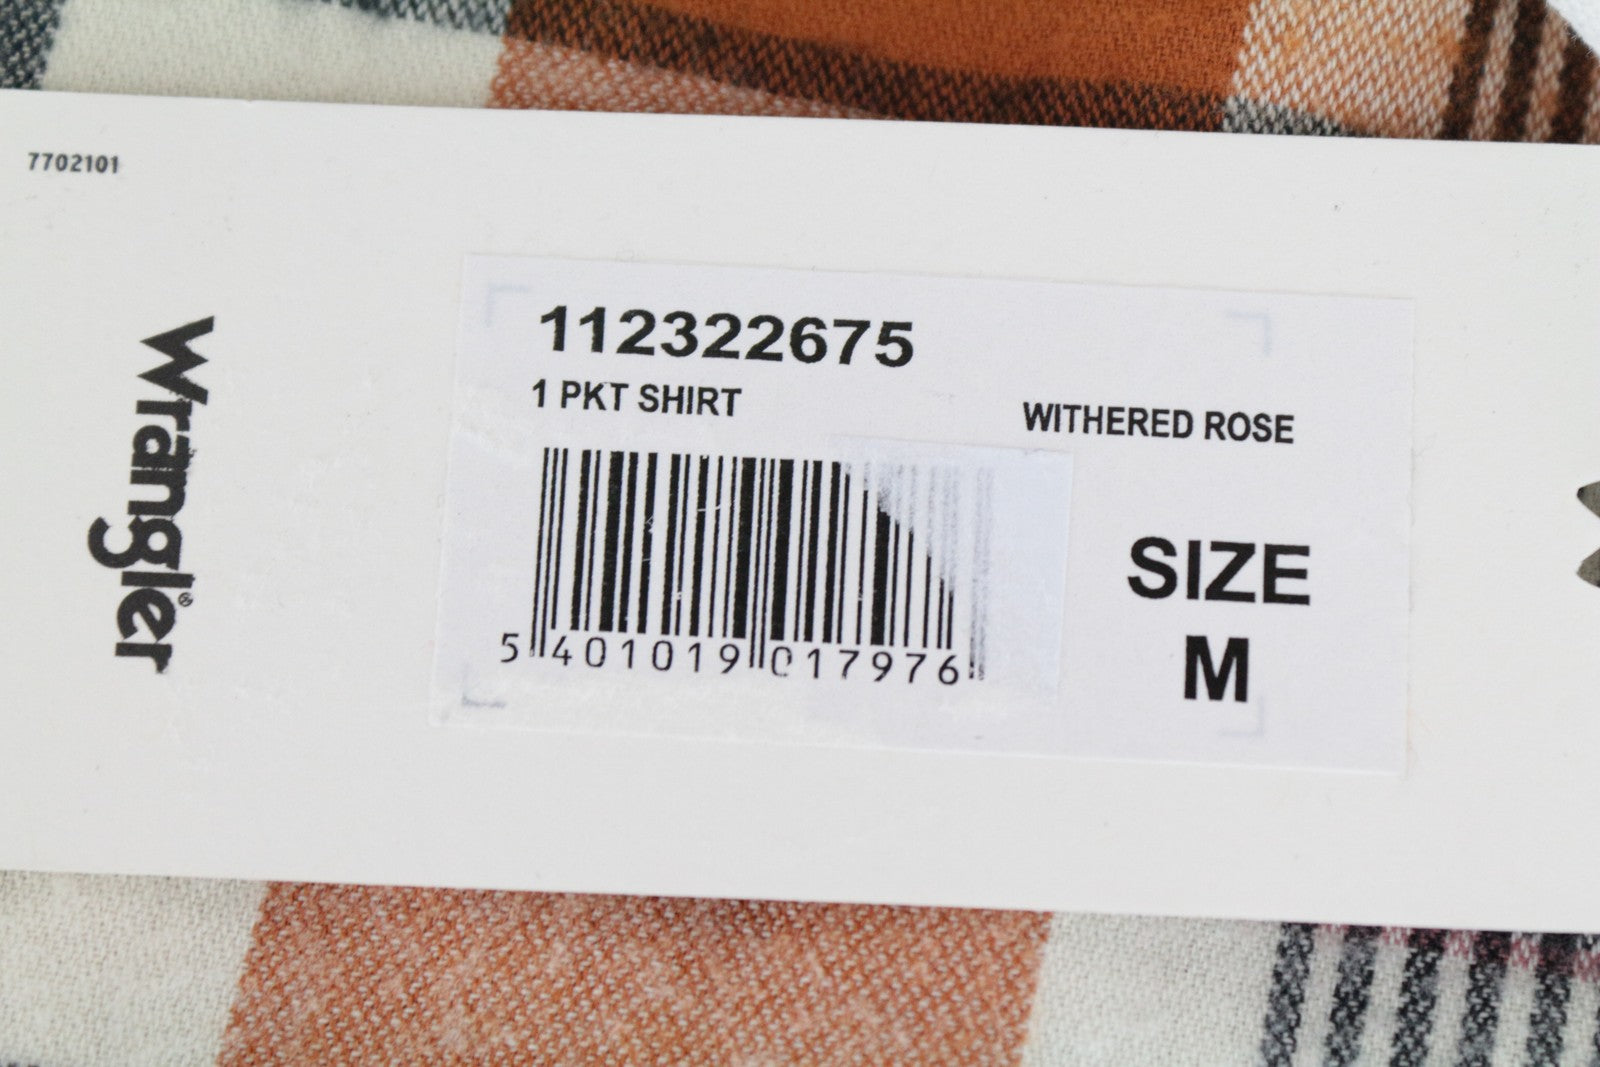 7702101
Wrangler®
112322675
1 PKT SHIRT
WITHERED ROSE
5 401019 017976
SIZE
M